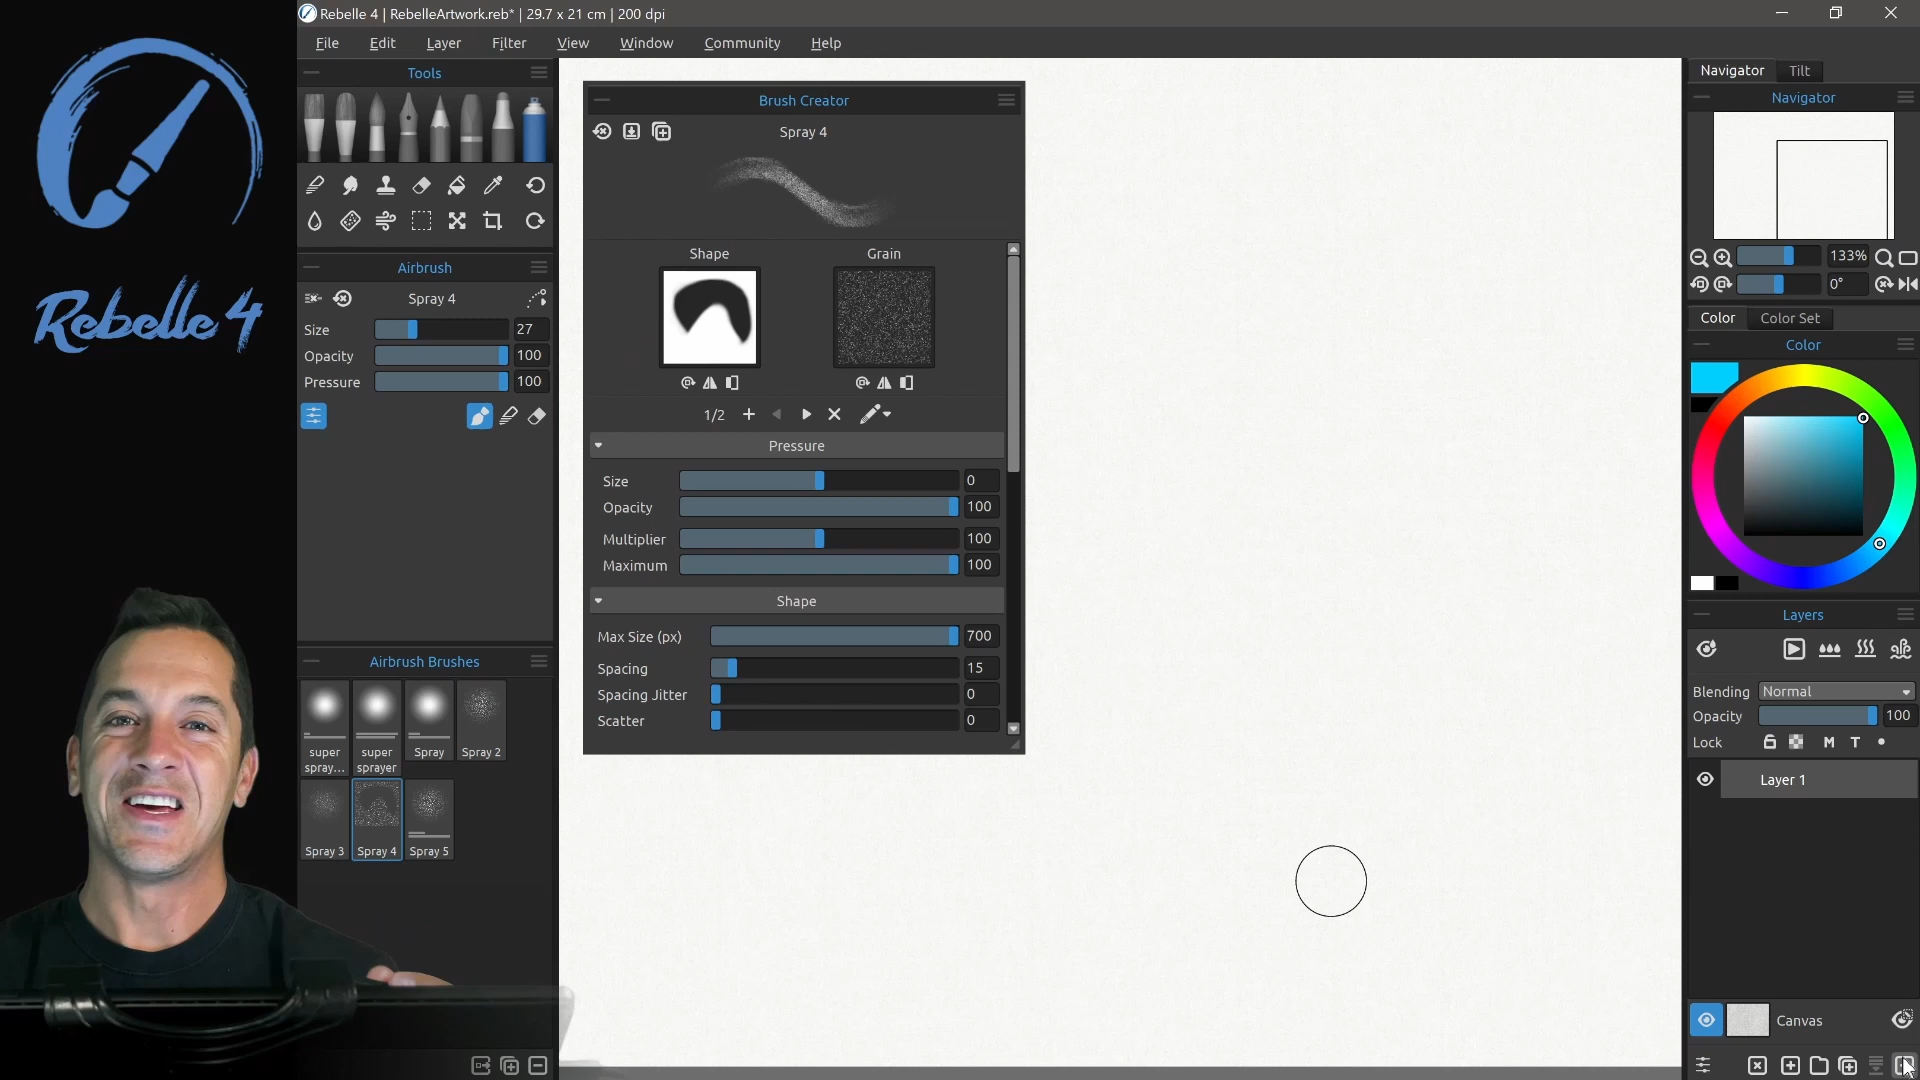 Rebelle 4 | RebelleArtwork.reb* | 29.7 x 21 cm | 200 dpi
File Edit Layer Filter View Window Community Help
Rebelle 4
Tools
Airbrush
Spray 4
Size 27
Opacity 100
Pressure 100
Airbrush Brushes
super spray...
super sprayer
Spray
Spray 2
Spray 3
Spray 4
Spray 5
Brush Creator
Spray 4
Shape Grain
1/2
Pressure
Size 0
Opacity 100
Multiplier 100
Maximum 100
Shape
Max Size (px) 700
Spacing 15
Spacing Jitter 0
Scatter 0
Navigator Tilt
Navigator
133%
0°
Color Color Set
Color
Layers
Blending Normal
Opacity 100
Lock M T
Layer 1
Canvas